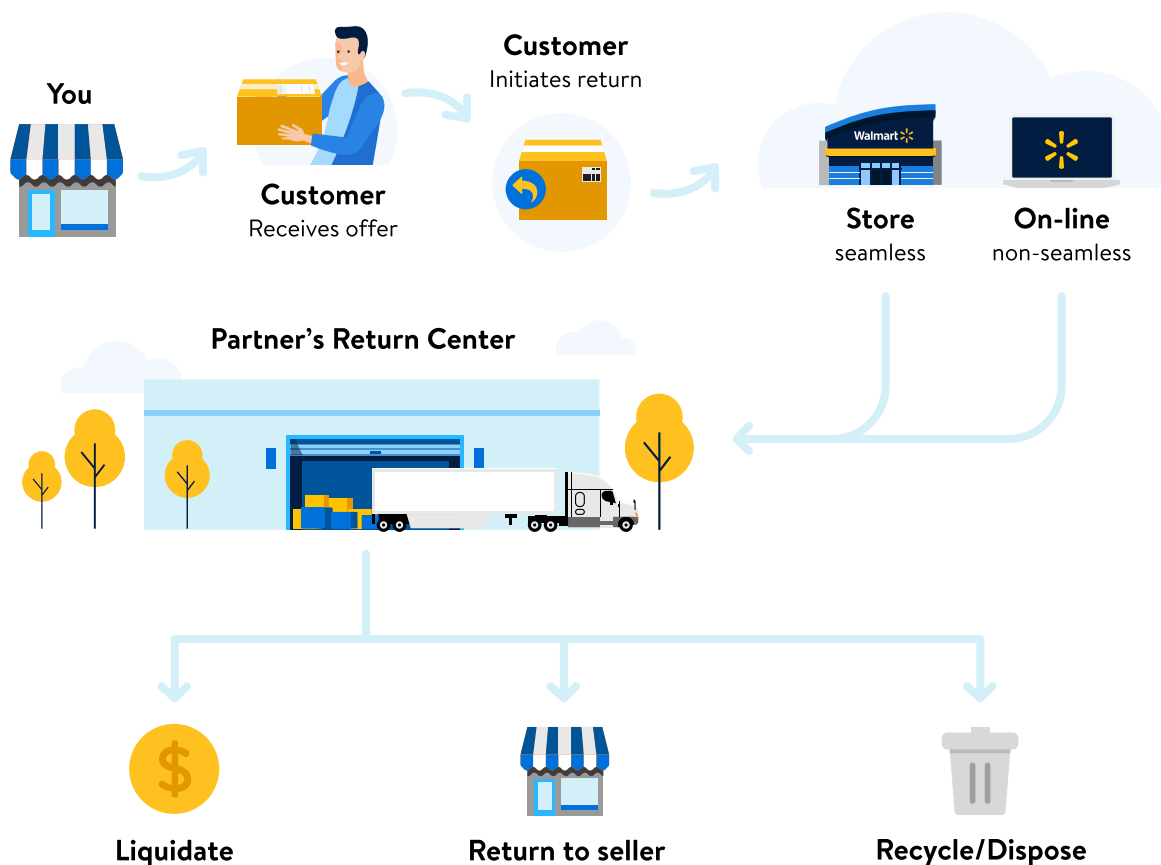 You
Customer
Receives offer
Customer
Initiates return
Walmart
Store
seamless
On-line
non-seamless
Partner’s Return Center
$
Liquidate
Return to seller
Recycle/Dispose